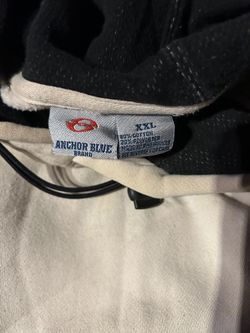 XXL
80% COTTON
20% POLYESTER
ANCHOR BLUE
BRAND